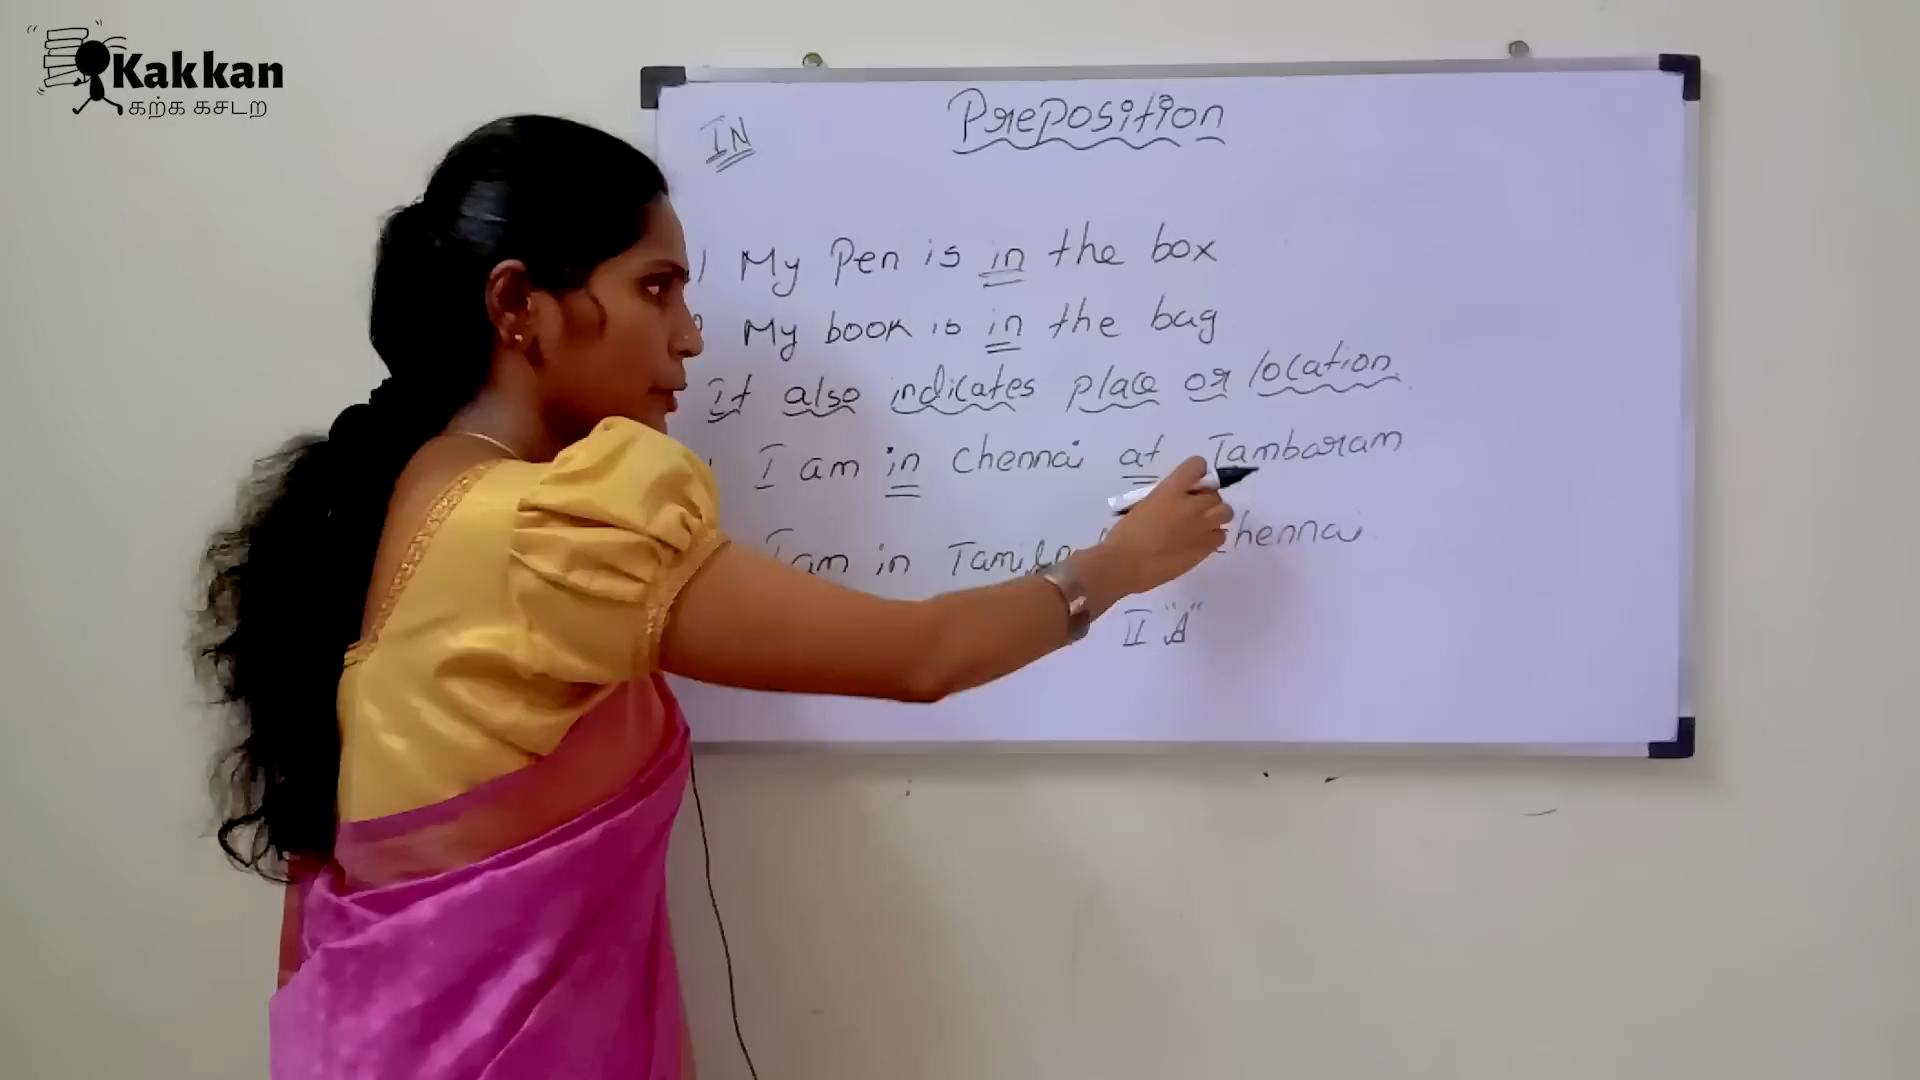 Kakkan
கற்க கசடற
Preposition
IN
1) My Pen is in the box
My book is in the bag
It also indicates place or location.
I am in Chennai at Tambaram
I am in Chennai
II "A"